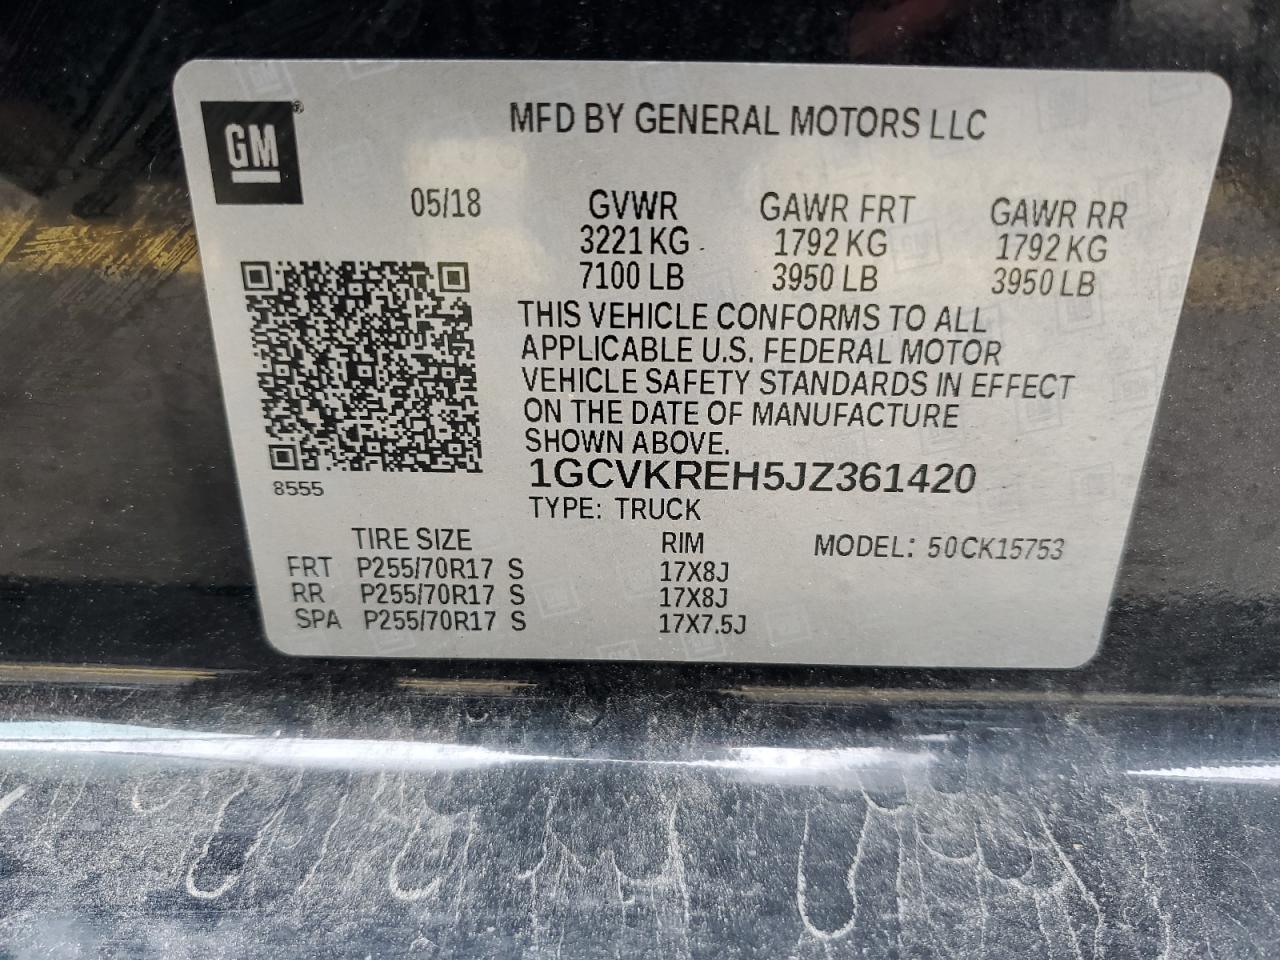 GM
MFD BY GENERAL MOTORS LLC
05/18 GVWR GAWR FRT GAWR RR
3221 KG 1792 KG 1792 KG
7100 LB 3950 LB 3950 LB
THIS VEHICLE CONFORMS TO ALL
APPLICABLE U.S. FEDERAL MOTOR
VEHICLE SAFETY STANDARDS IN EFFECT
ON THE DATE OF MANUFACTURE
SHOWN ABOVE.
1GCVKREH5JZ361420
8555
TYPE: TRUCK
TIRE SIZE RIM MODEL: 50CK15753
FRT P255/70R17 S 17X8J
RR P255/70R17 S 17X8J
SPA P255/70R17 S 17X7.5J